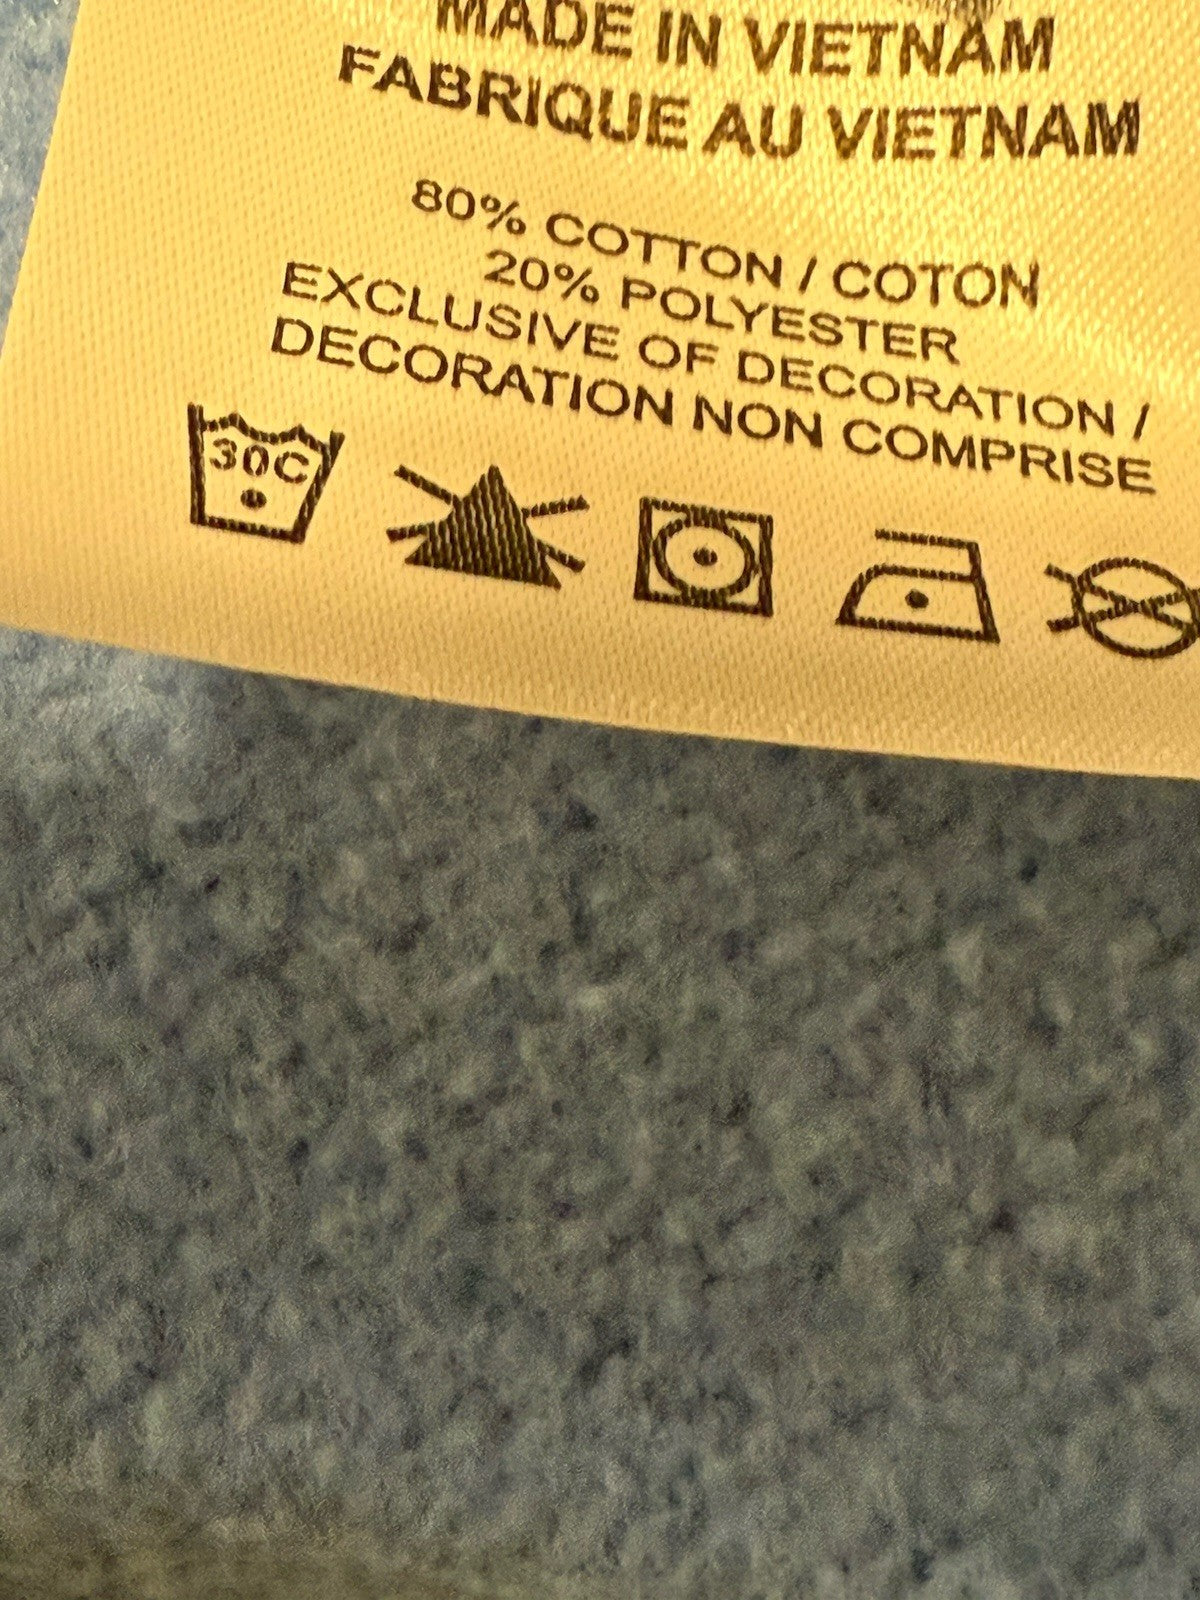 MADE IN VIETNAM
FABRIQUE AU VIETNAM
80% COTTON / COTON
20% POLYESTER
EXCLUSIVE OF DECORATION /
DECORATION NON COMPRISE
30C